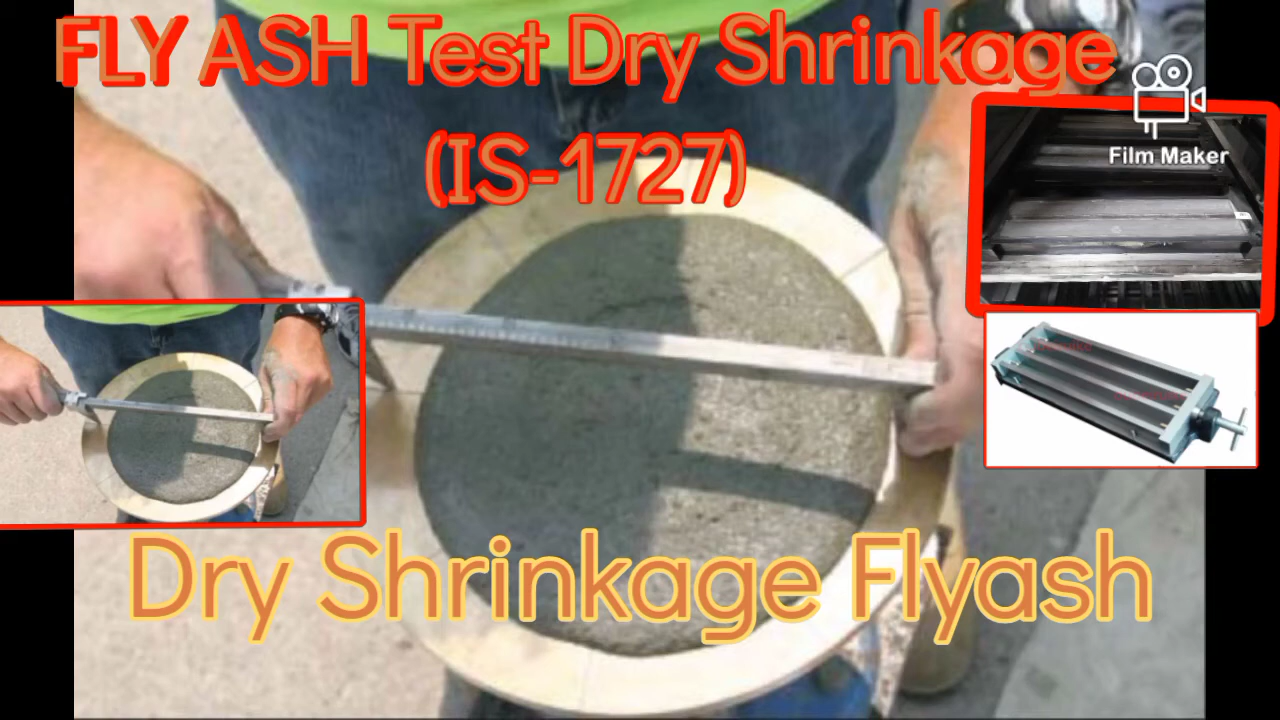 FLY ASH Test Dry Shrinkage
(IS-1727)
Film Maker
Dry Shrinkage Flyash